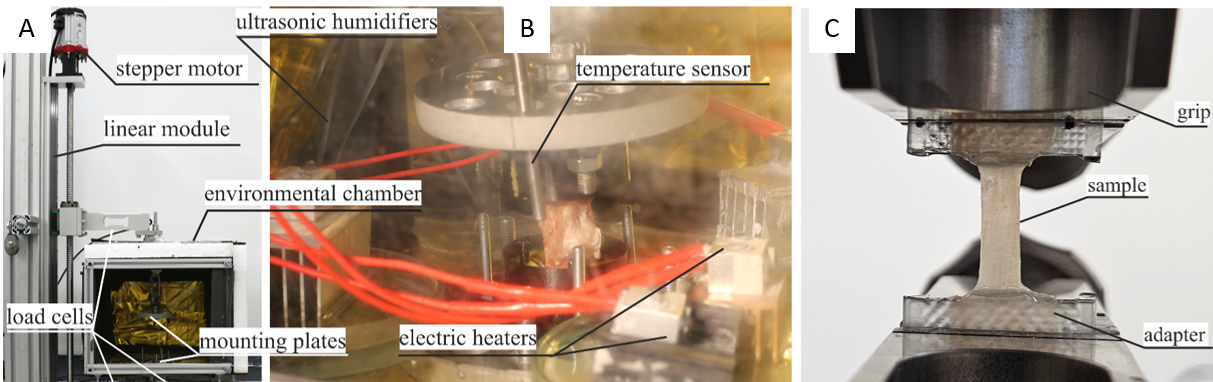 A
ultrasonic humidifiers
B
C
stepper motor
temperature sensor
linear module
grip
environmental chamber
sample
load cells
mounting plates
electric heaters
adapter